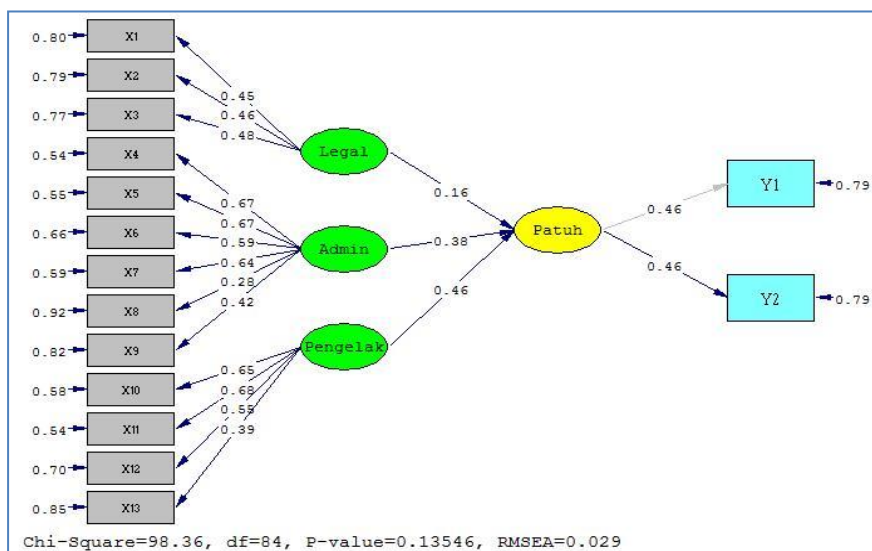 0.80 X1
0.79 X2
0.77 X3
0.54 X4
0.55 X5
0.66 X6
0.59 X7
0.92 X8
0.82 X9
0.58 X10
0.54 X11
0.70 X12
0.85 X13
0.45
0.46
0.48
Legal
0.67
0.67
0.59
0.64
0.28
0.42
Admin
0.65
0.68
0.55
0.39
Pengelak
0.16
0.38
0.46
Patuh
0.46
0.46
Y1 0.79
Y2 0.79
Chi-Square=98.36, df=84, P-value=0.13546, RMSEA=0.029